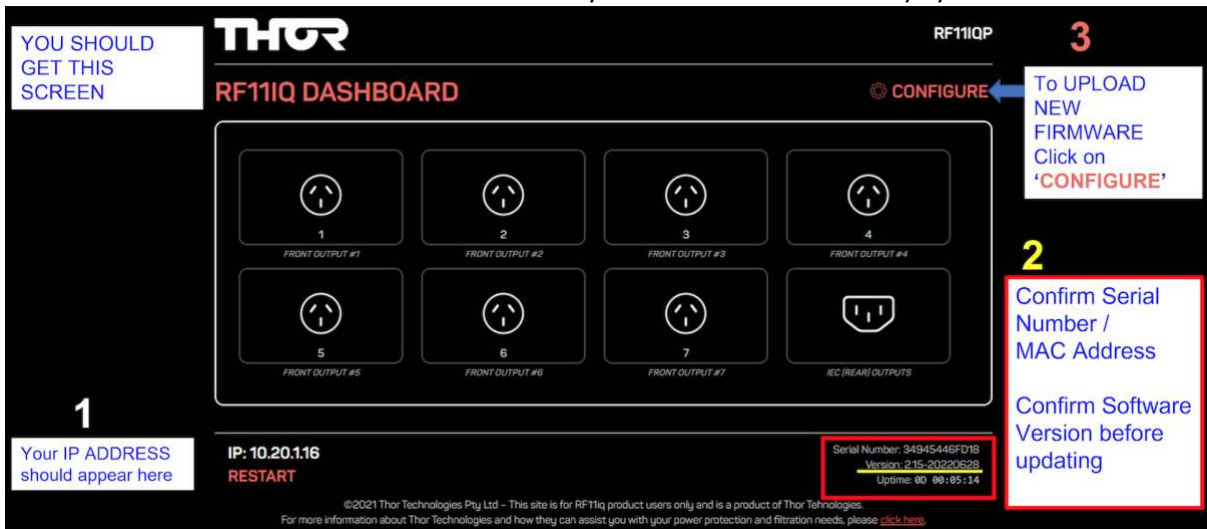 YOU SHOULD
GET THIS
SCREEN
THOR
RF11IQP
RF11IQ DASHBOARD
CONFIGURE
3
To UPLOAD
NEW
FIRMWARE
Click on
‘CONFIGURE’
1
FRONT OUTPUT #1
2
FRONT OUTPUT #2
3
FRONT OUTPUT #3
4
FRONT OUTPUT #4
5
FRONT OUTPUT #5
6
FRONT OUTPUT #6
7
FRONT OUTPUT #7
IEC (REAR) OUTPUTS
2
Confirm Serial
Number /
MAC Address
Confirm Software
Version before
updating
1
Your IP ADDRESS
should appear here
IP: 10.20.1.16
RESTART
Serial Number: 34945446FD18
Version: 2.15-20220628
Uptime: 0D 00:05:14
©2021 Thor Technologies Pty Ltd – This site is for RF11iq product users only and is a product of Thor Tehnologies.
For more information about Thor Technologies and how they can assist you with your power protection and filtration needs, please click here.